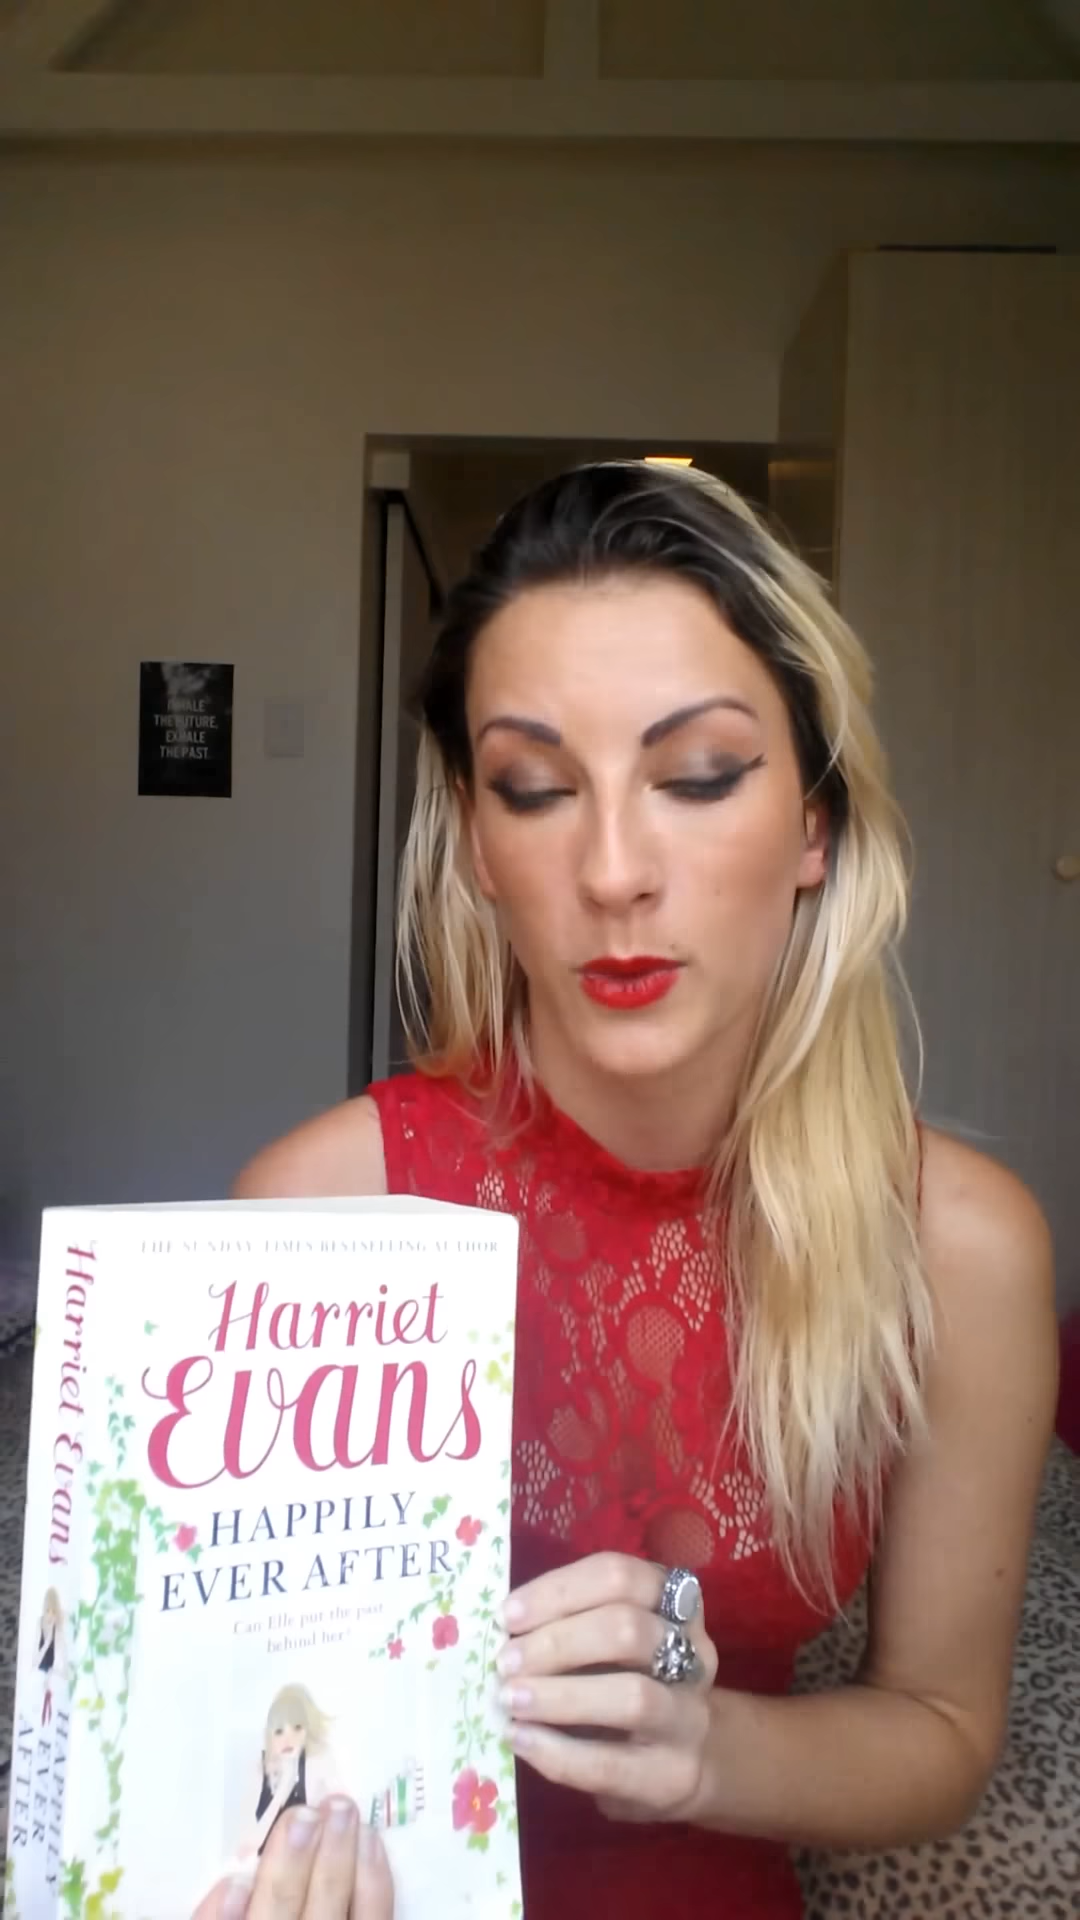 INHALE
THE FUTURE,
EXHALE
THE PAST.
THE SUNDAY TIMES BESTSELLING AUTHOR
Harriet
Evans
HAPPILY
EVER AFTER
Can Elle put the past
behind her?
Harriet Evans
HAPPILY
EVER
AFTER